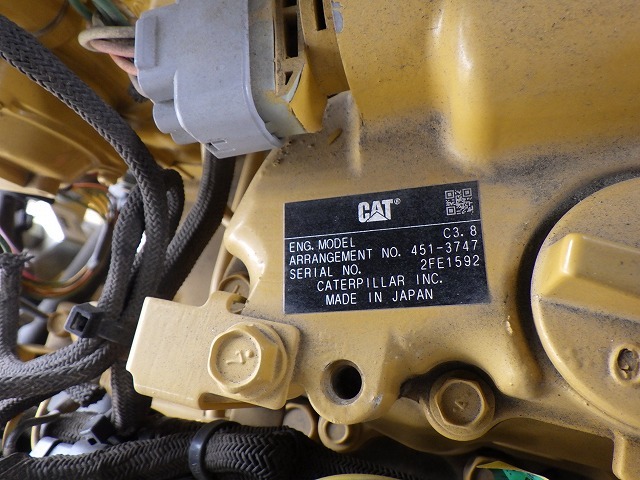 CAT®
ENG. MODEL C3.8
ARRANGEMENT NO. 451-3747
SERIAL NO. 2FE1592
CATERPILLAR INC.
MADE IN JAPAN